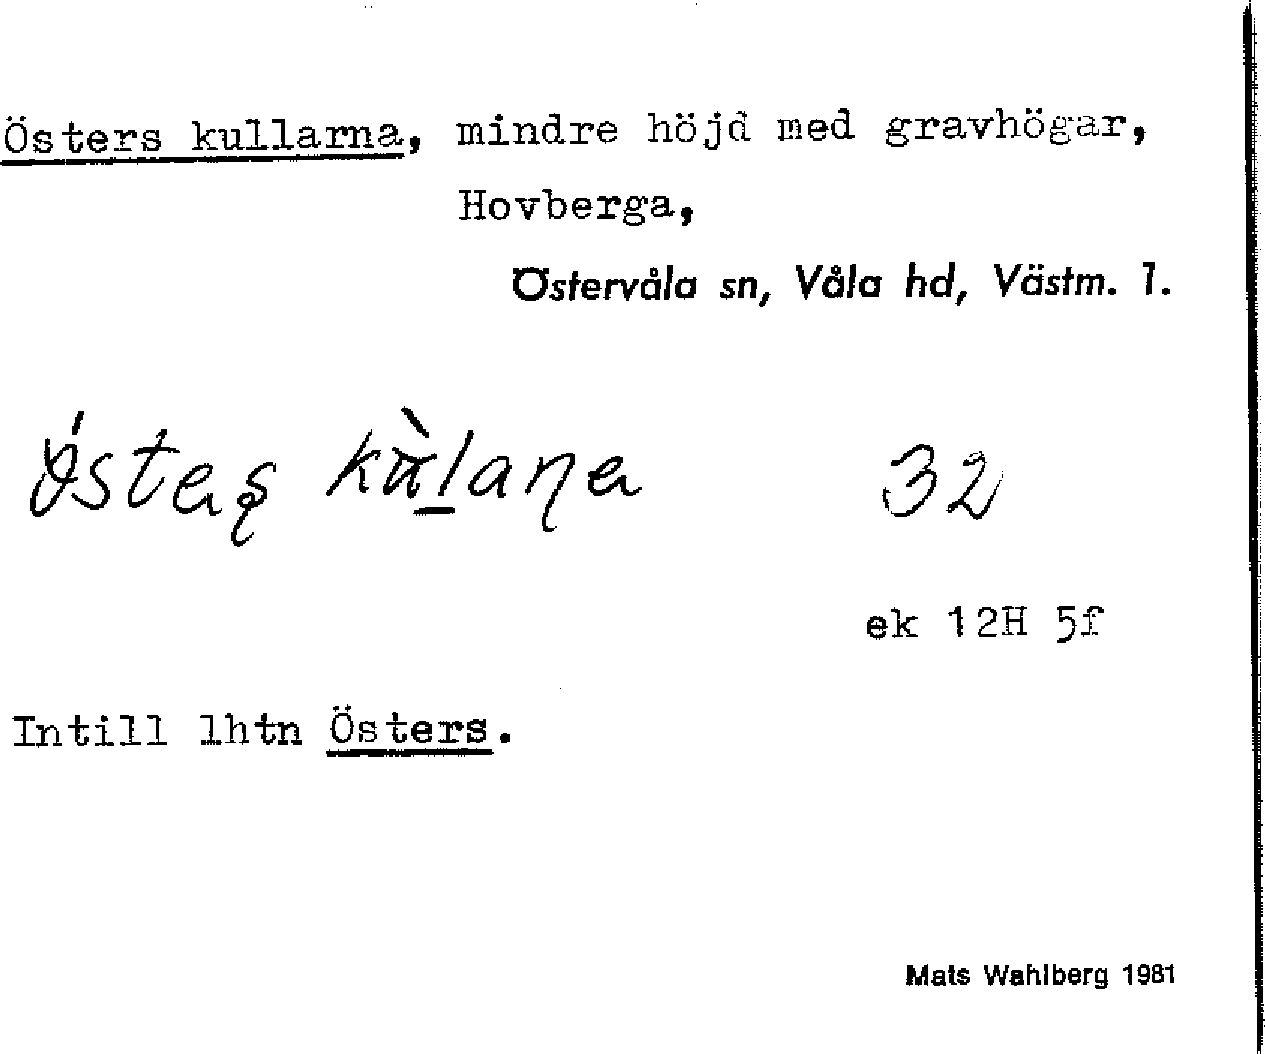 Östers kullarna, mindre höjd med gravhögar,
Hovberga,
Östervåla sn, Våla hd, Västm. l.
32
ek 12H 5f
Intill lhtn Östers.
Mats Wahlberg 1981